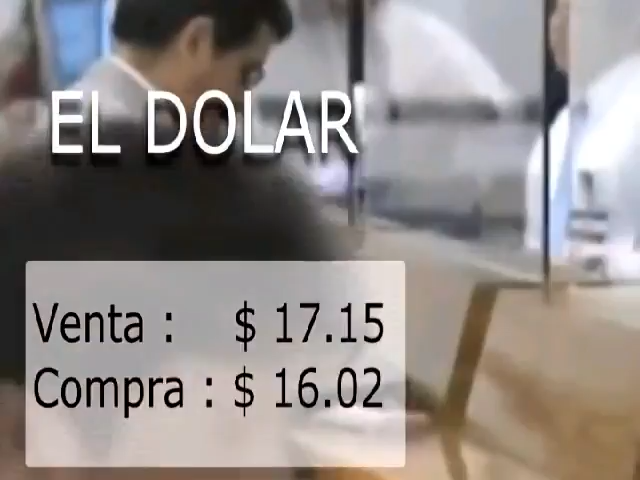 EL DOLAR
Venta : $ 17.15
Compra : $ 16.02